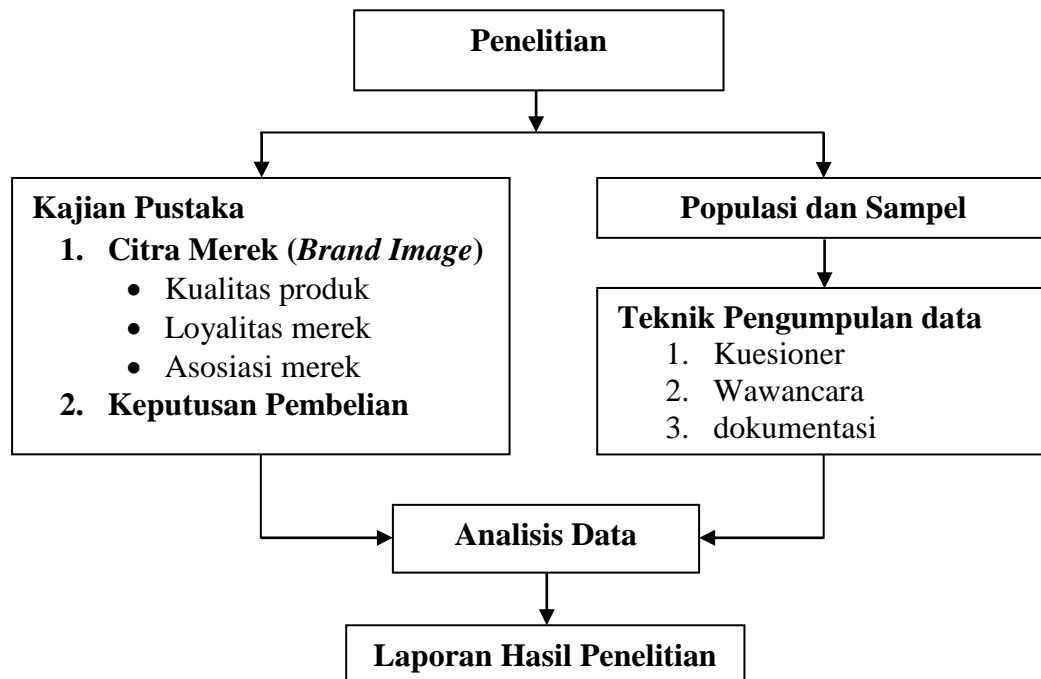 Penelitian
Kajian Pustaka
1. Citra Merek (Brand Image)
• Kualitas produk
• Loyalitas merek
• Asosiasi merek
2. Keputusan Pembelian
Populasi dan Sampel
Teknik Pengumpulan data
1. Kuesioner
2. Wawancara
3. dokumentasi
Analisis Data
Laporan Hasil Penelitian